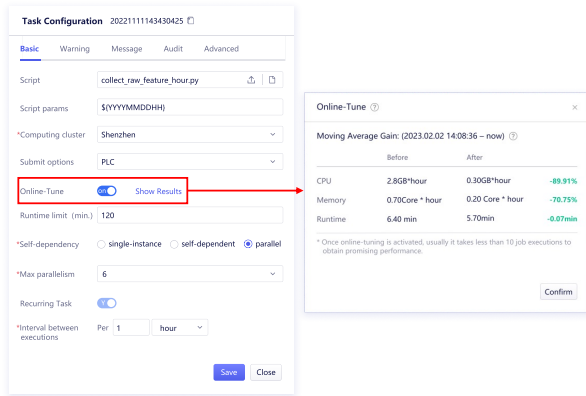 Task Configuration 20221111143430425
Basic Warning Message Audit Advanced
Script collect_raw_feature_hour.py
Script params ${YYYYMMDDHH}
*Computing cluster Shenzhen
Submit options PLC
Online-Tune on Show Results
Runtime limit (min.) 120
*Self-dependency single-instance self-dependent parallel
*Max parallelism 6
Recurring Task Y
*Interval between executions Per 1 hour
Save Close
Online-Tune ? ×
Moving Average Gain: (2023.02.02 14:08:36 – now) ?
Before After
CPU 2.8GB*hour 0.30GB*hour -89.91%
Memory 0.70Core * hour 0.20 Core * hour -70.75%
Runtime 6.40 min 5.70min -0.07min
* Once online-tuning is activated, usually it takes less than 10 job executions to
obtain promising performance.
Confirm